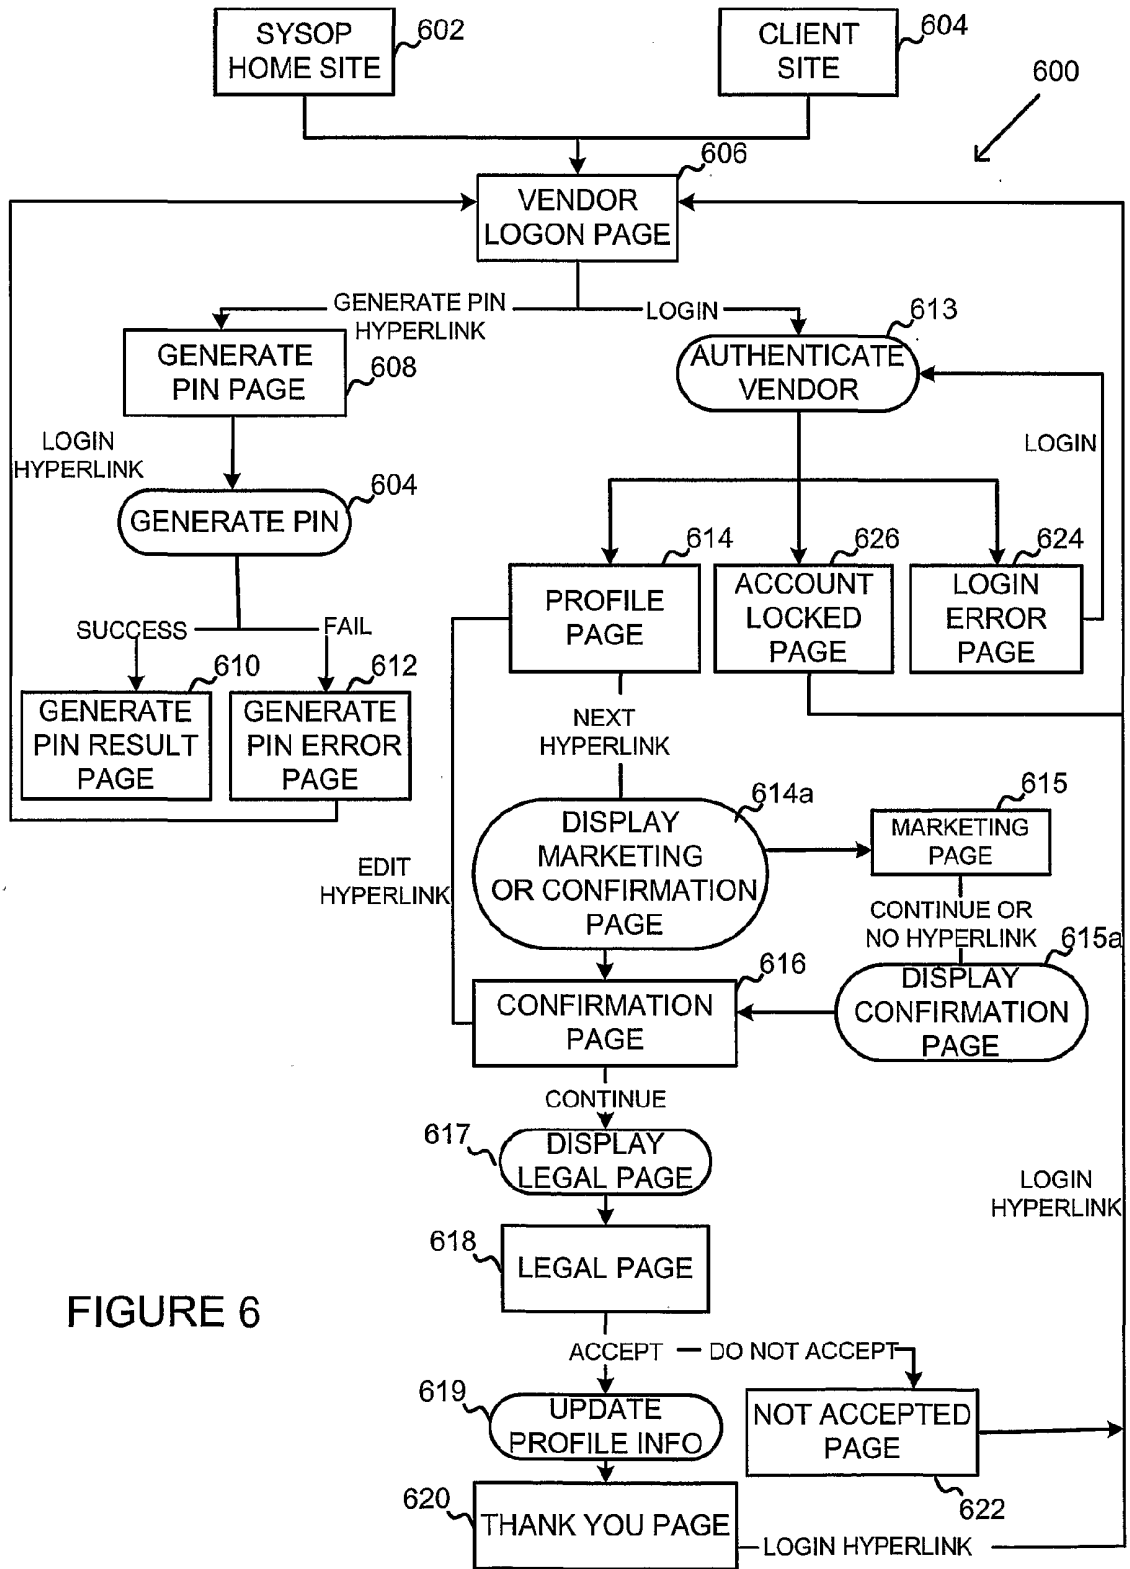 SYSOP
HOME SITE
602
CLIENT
SITE
604
600
606
VENDOR
LOGON PAGE
GENERATE PIN
HYPERLINK
LOGIN
613
GENERATE
PIN PAGE
608
AUTHENTICATE
VENDOR
LOGIN
HYPERLINK
LOGIN
604
GENERATE PIN
614
626
624
PROFILE
PAGE
ACCOUNT
LOCKED
PAGE
LOGIN
ERROR
PAGE
SUCCESS
FAIL
610
612
GENERATE
PIN RESULT
PAGE
GENERATE
PIN ERROR
PAGE
NEXT
HYPERLINK
614a
615
DISPLAY
MARKETING
OR CONFIRMATION
PAGE
MARKETING
PAGE
EDIT
HYPERLINK
CONTINUE OR
NO HYPERLINK
615a
616
CONFIRMATION
PAGE
DISPLAY
CONFIRMATION
PAGE
CONTINUE
617
DISPLAY
LEGAL PAGE
LOGIN
HYPERLINK
618
LEGAL PAGE
FIGURE 6
ACCEPT
DO NOT ACCEPT
619
UPDATE
PROFILE INFO
NOT ACCEPTED
PAGE
620
622
THANK YOU PAGE
LOGIN HYPERLINK